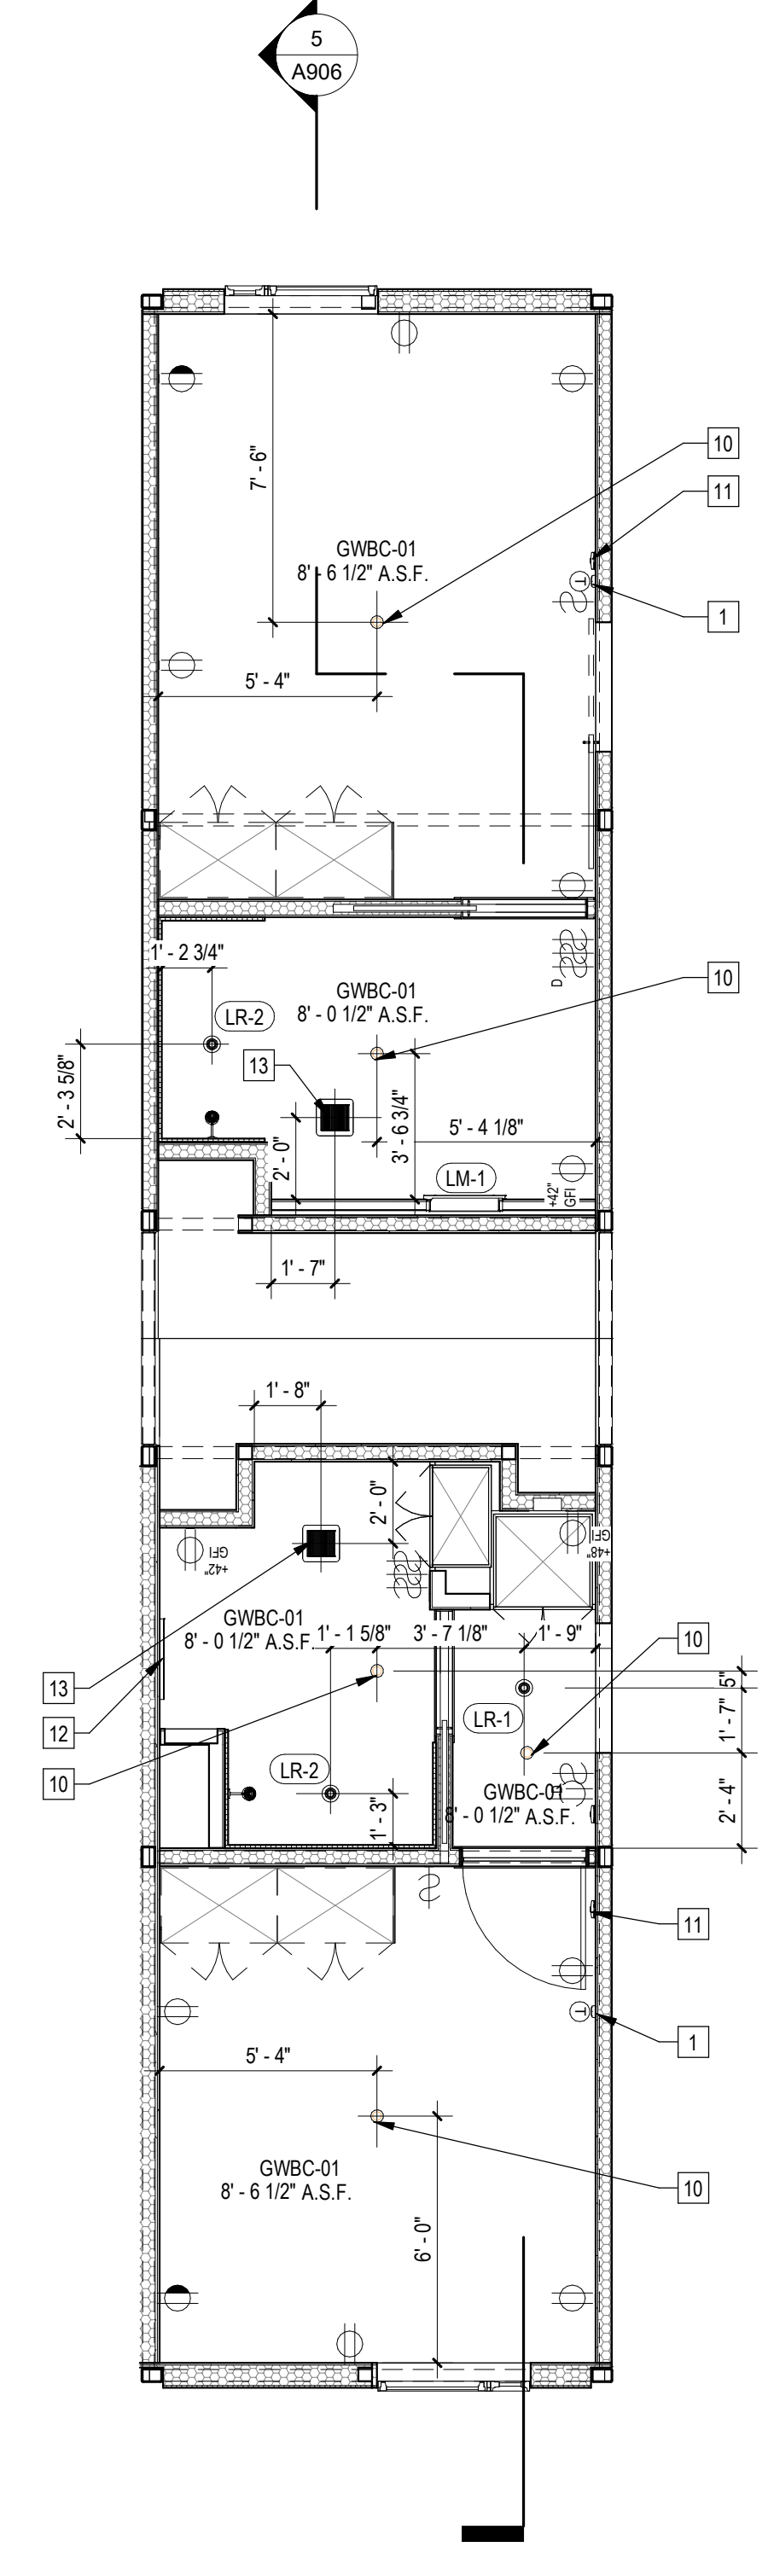 5
A906
10
11
7' - 6"
GWBC-01
8' - 6 1/2" A.S.F.
T
1
5' - 4"
1' - 2 3/4"
D
10
GWBC-01
8' - 0 1/2" A.S.F.
LR-2
13
2' - 3 5/8"
3' - 6 3/4"
5' - 4 1/8"
2' - 0"
LM-1
+42"
GFI
1' - 7"
1' - 8"
2' - 0"
GFI
+42"
GFI
+48"
GWBC-01
8' - 0 1/2" A.S.F.
1' - 1 5/8"
3' - 7 1/8"
1' - 9"
10
13
12
5"
1' - 7"
LR-1
10
LR-2
GWBC-01
8' - 0 1/2" A.S.F.
1' - 3"
2' - 4"
11
T
1
5' - 4"
10
GWBC-01
8' - 6 1/2" A.S.F.
6' - 0"